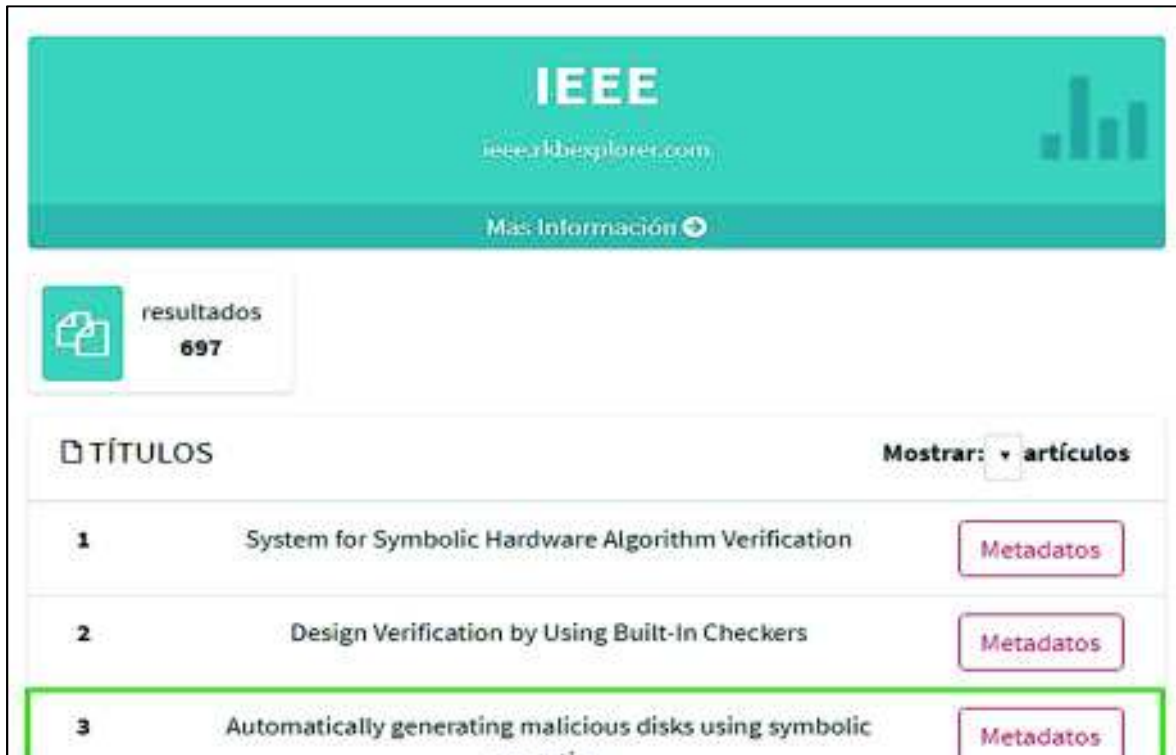 IEEE
ieee.rkbexplorer.com
Mas Información
resultados
697
TÍTULOS
Mostrar: artículos
1 System for Symbolic Hardware Algorithm Verification Metadatos
2 Design Verification by Using Built-In Checkers Metadatos
3 Automatically generating malicious disks using symbolic Metadatos